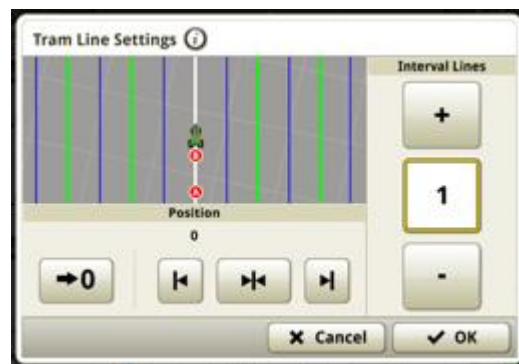 Tram Line Settings i
Interval Lines
+
B
1
A
Position
0
→0
-
X Cancel
✓ OK